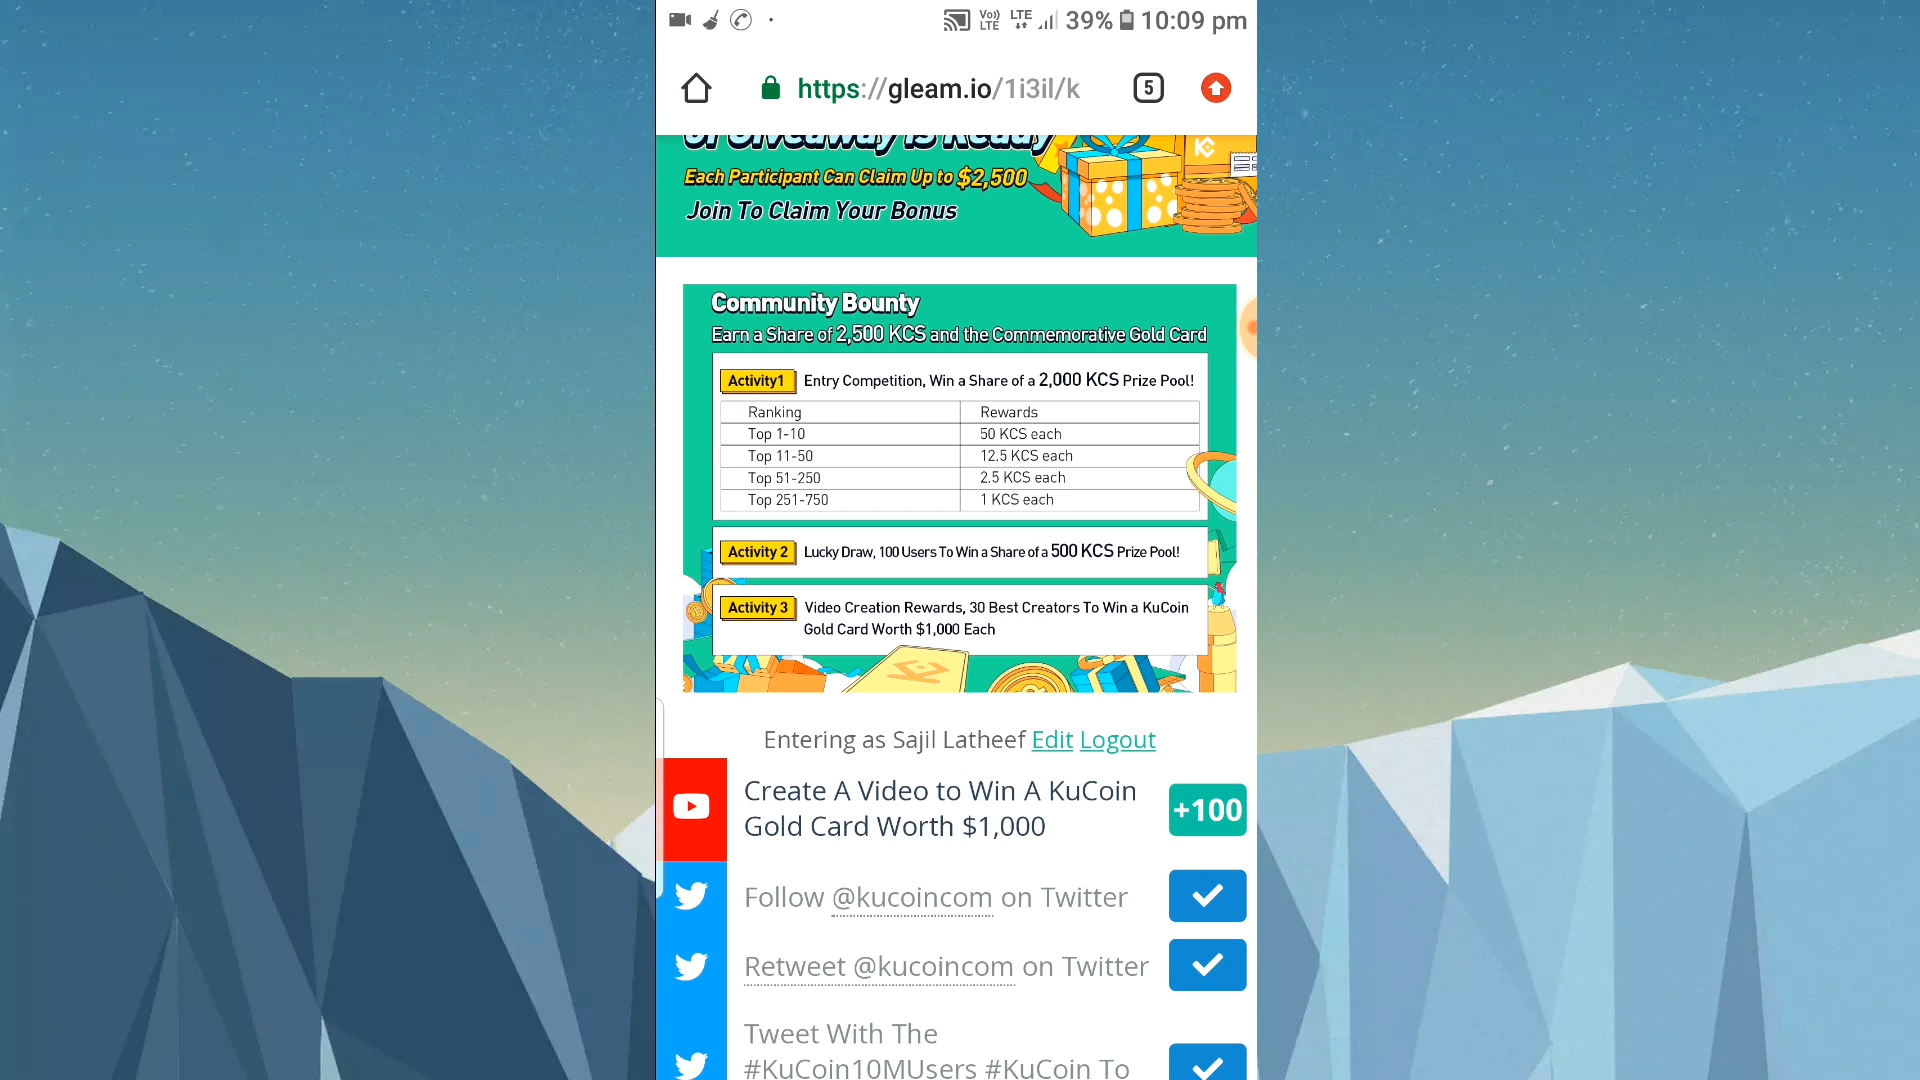 Vo)) LTE LTE 39% 10:09 pm
https://gleam.io/1i3il/k 5
of Giveaway is Ready
Each Participant Can Claim Up to $2,500
Join To Claim Your Bonus
Community Bounty
Earn a Share of 2,500 KCS and the Commemorative Gold Card
Activity1 Entry Competition, Win a Share of a 2,000 KCS Prize Pool!
Ranking Rewards
Top 1-10 50 KCS each
Top 11-50 12.5 KCS each
Top 51-250 2.5 KCS each
Top 251-750 1 KCS each
Activity 2 Lucky Draw, 100 Users To Win a Share of a 500 KCS Prize Pool!
Activity 3 Video Creation Rewards, 30 Best Creators To Win a KuCoin
Gold Card Worth $1,000 Each
Entering as Sajil Latheef Edit Logout
Create A Video to Win A KuCoin
Gold Card Worth $1,000
+100
Follow @kucoincom on Twitter
Retweet @kucoincom on Twitter
Tweet With The
#KuCoin10MUsers #KuCoin To